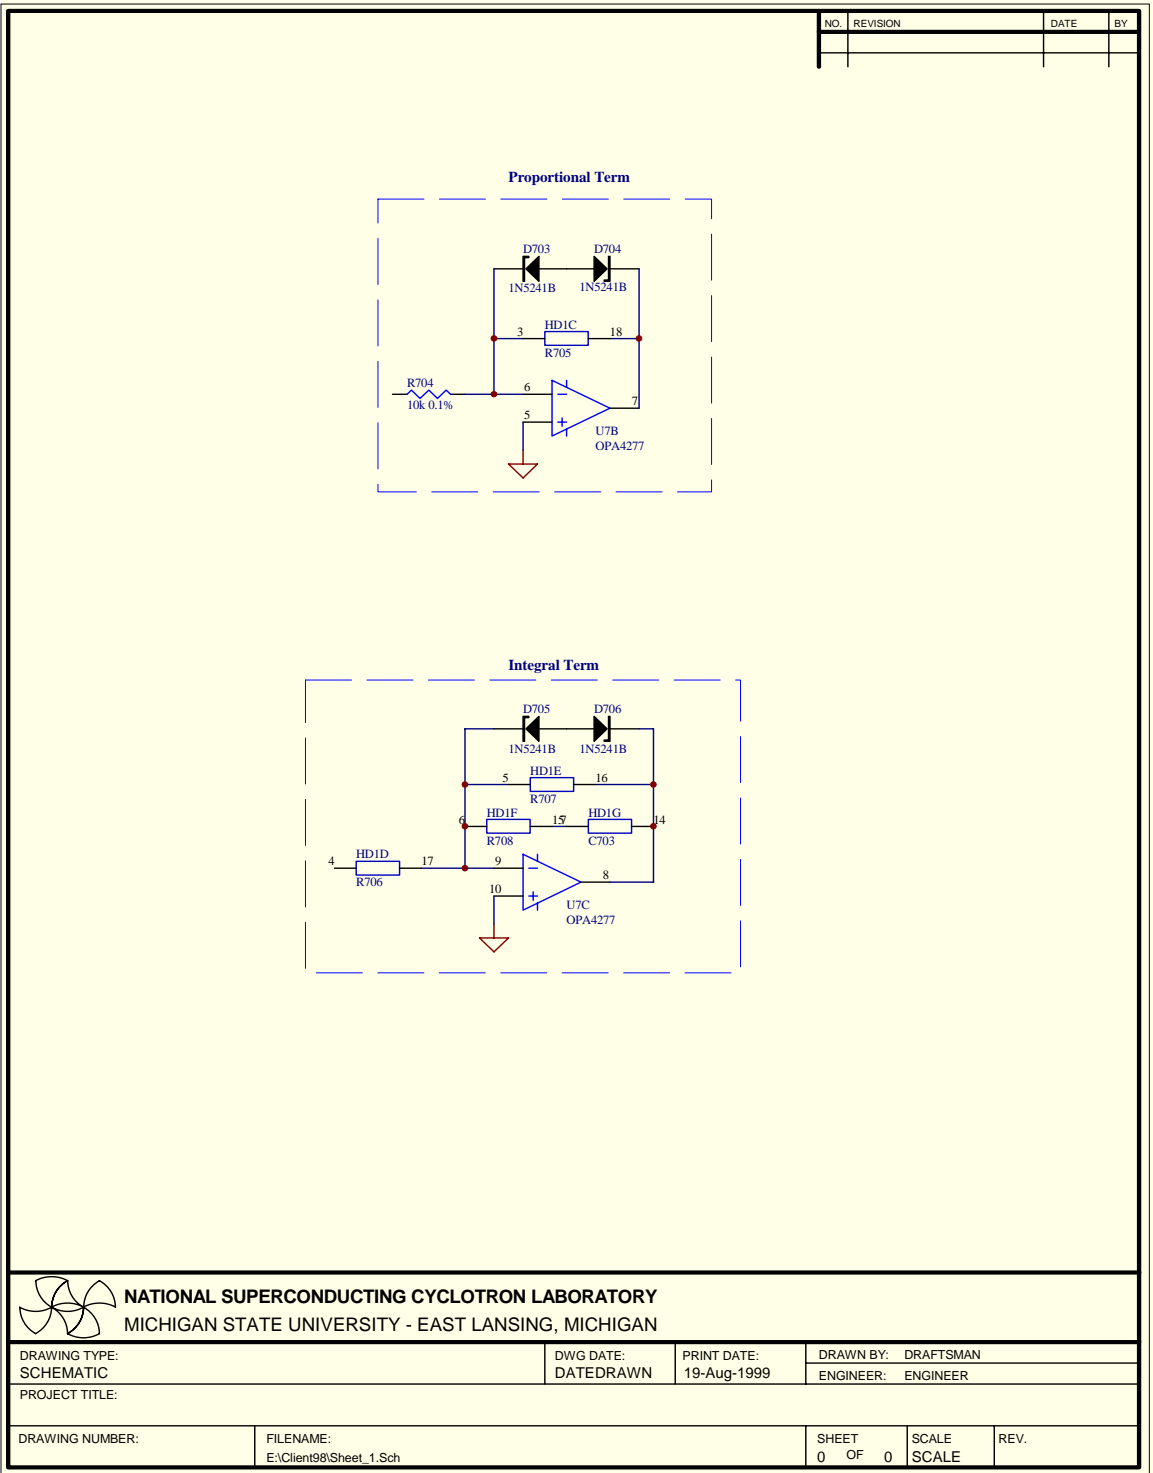 NO. REVISION DATE BY
Proportional Term
D703 D704
1N5241B 1N5241B
HD1C
3 18
R705
R704
10k 0.1%
6
7
5
U7B
OPA4277
Integral Term
D705 D706
1N5241B 1N5241B
HD1E
5 16
R707
HD1F HD1G
6 15 7 14
R708 C703
HD1D
4 17 9
R706
8
10
U7C
OPA4277
NATIONAL SUPERCONDUCTING CYCLOTRON LABORATORY
MICHIGAN STATE UNIVERSITY - EAST LANSING, MICHIGAN
DRAWING TYPE: DWG DATE: PRINT DATE: DRAWN BY: DRAFTSMAN
SCHEMATIC DATEDRAWN 19-Aug-1999 ENGINEER: ENGINEER
PROJECT TITLE:
DRAWING NUMBER: FILENAME: SHEET SCALE REV.
E:\Client98\Sheet_1.Sch 0 OF 0 SCALE